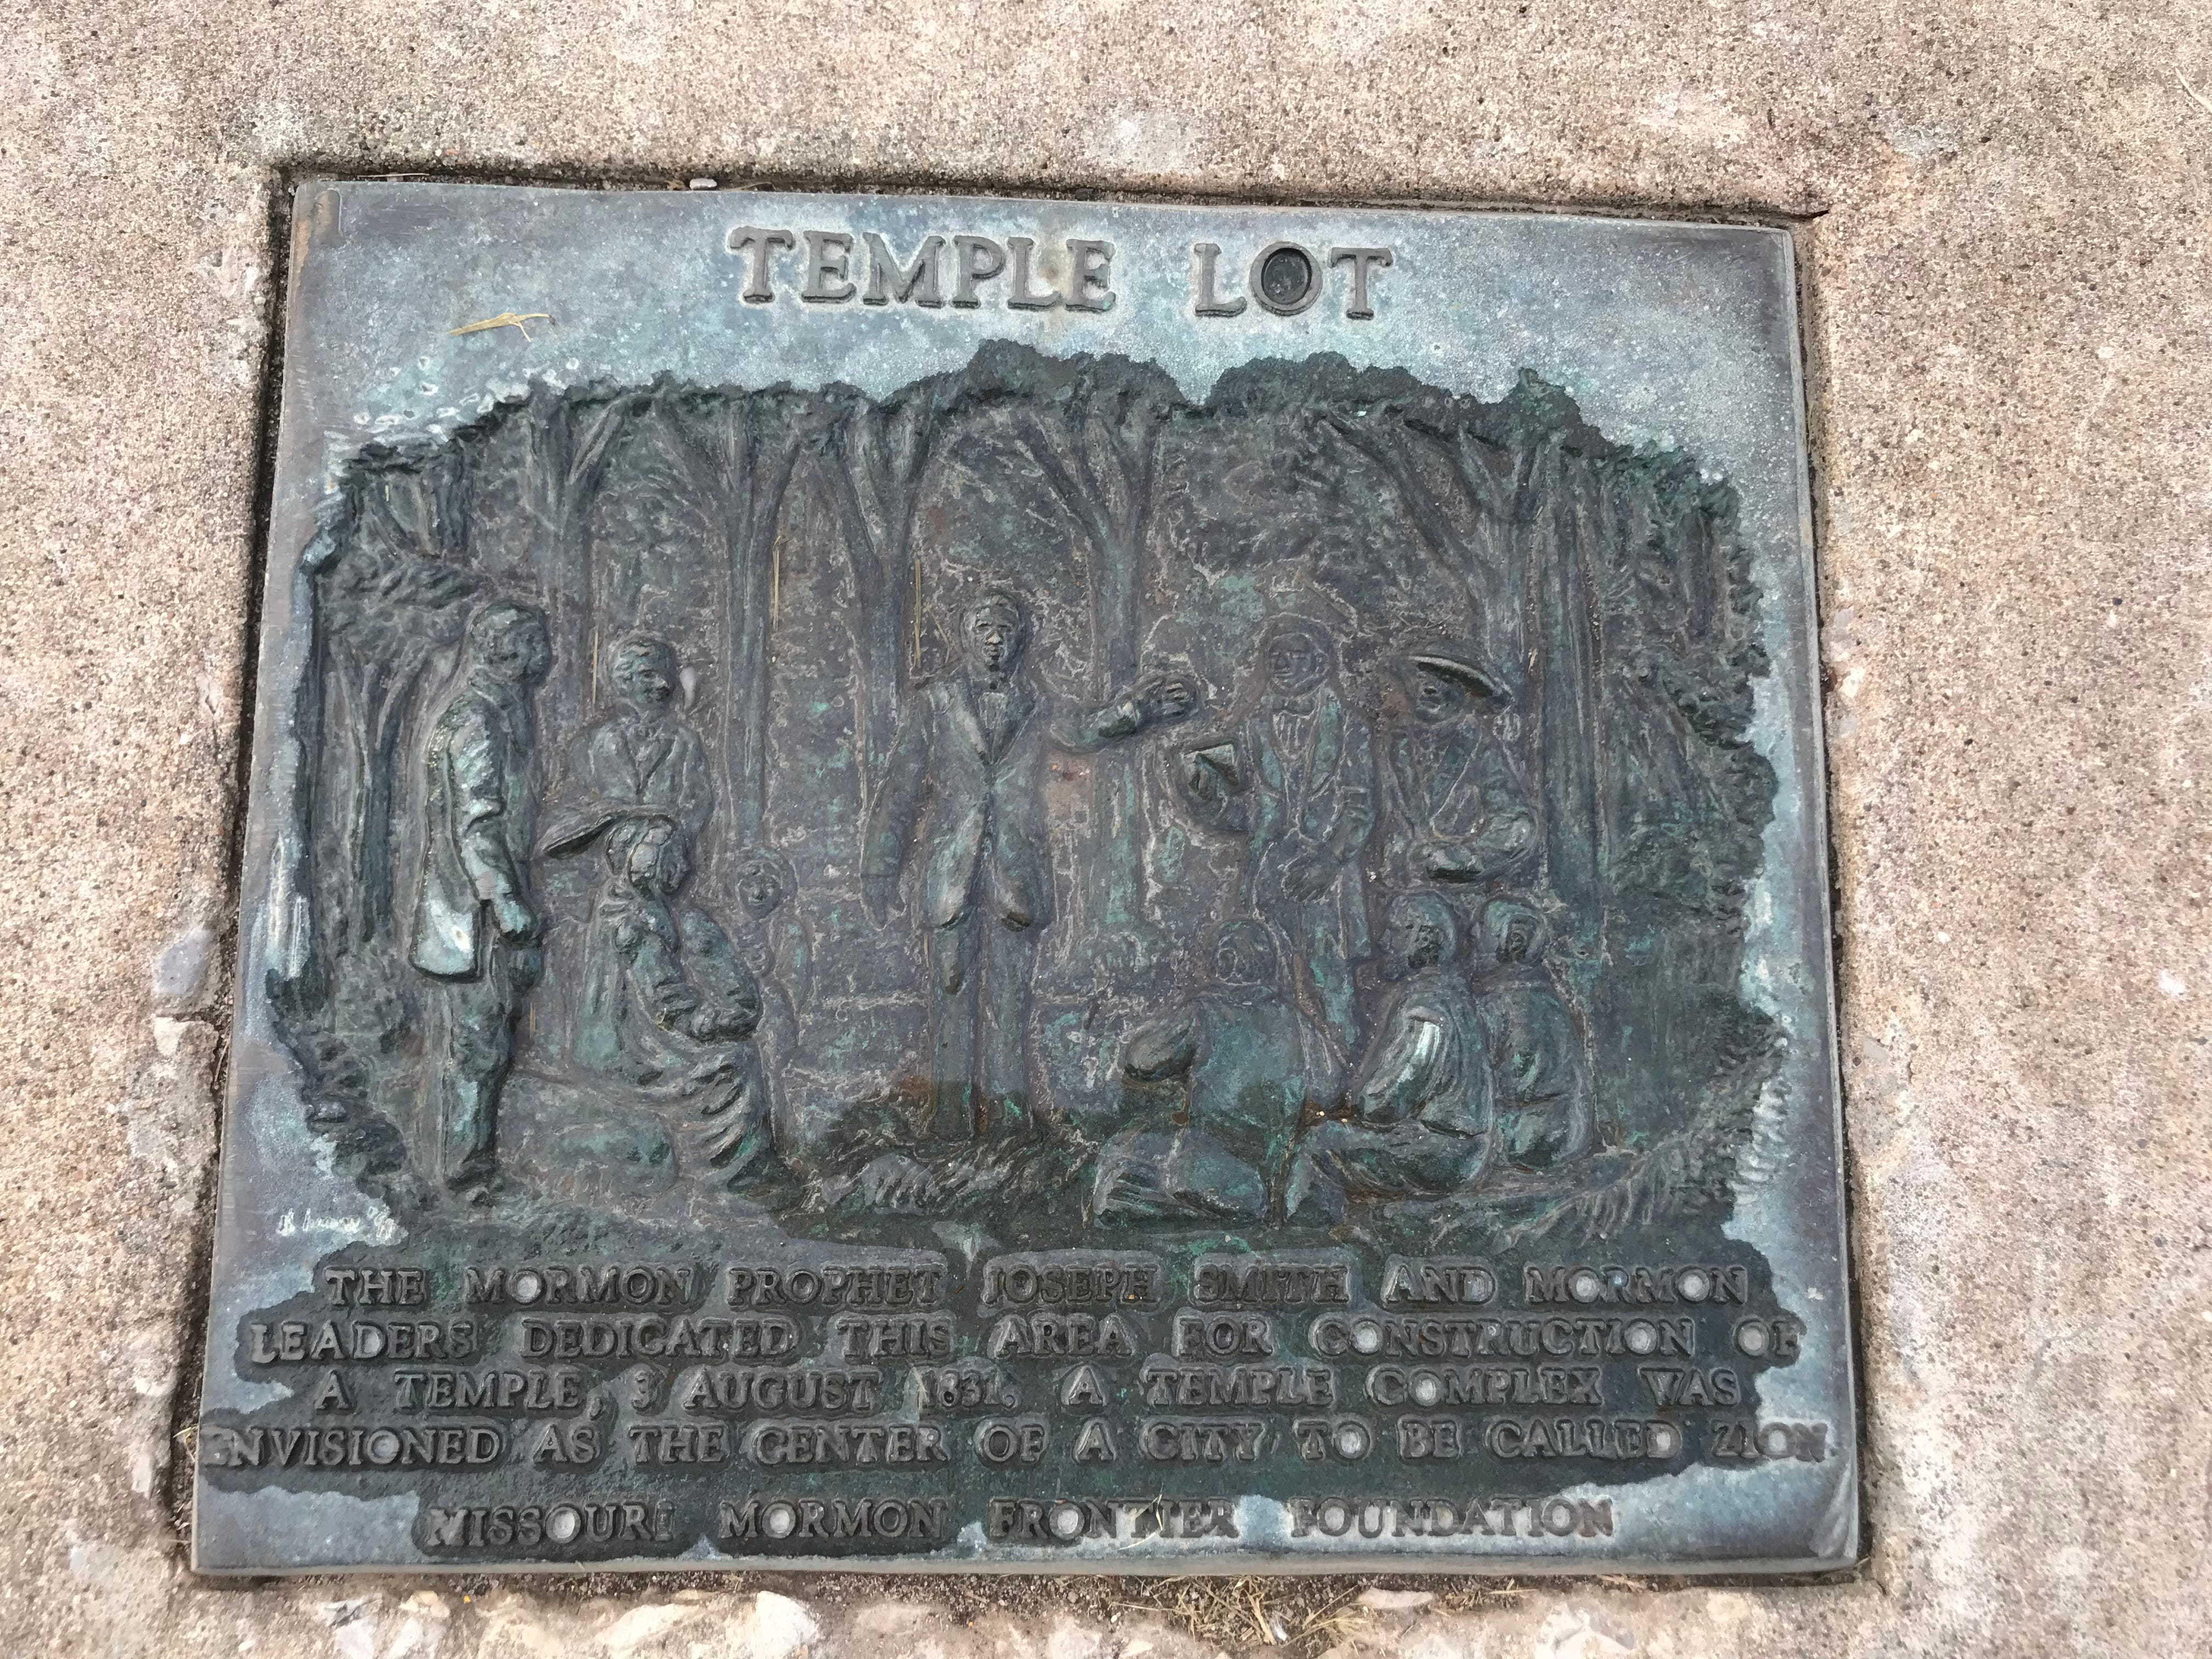 TEMPLE LOT
THE MORMON PROPHET JOSEPH SMITH AND MORMON
LEADERS DEDICATED THIS AREA FOR CONSTRUCTION OF
A TEMPLE, 3 AUGUST 1831. A TEMPLE COMPLEX WAS
ENVISIONED AS THE CENTER OF A CITY TO BE CALLED ZION.
MISSOURI MORMON FRONTIER FOUNDATION